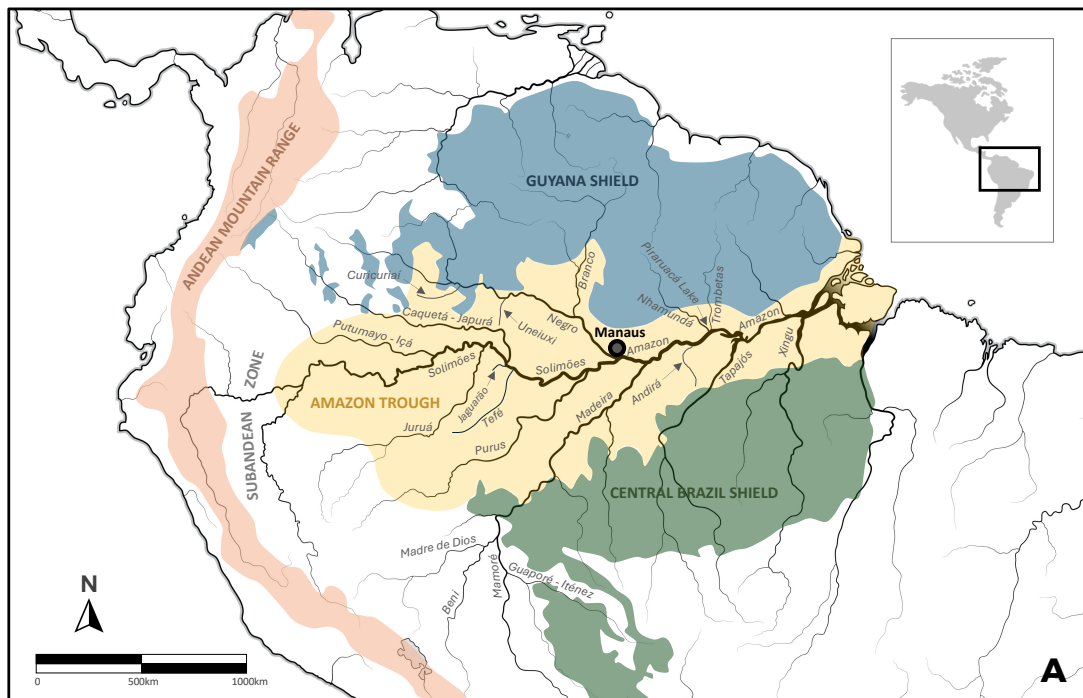 GUYANA SHIELD
ANDEAN MOUNTAIN RANGE
Curicuriaí
Branco
Piraruacá Lake
Trombetas
Nhamundá
Caquetá - Japurá
Uneiuxi
Negro
Manaus
Amazon
Amazon
Xingu
Putumayo - Içá
Solimões
Solimões
Tapajós
ZONE
SUBANDEAN
AMAZON TROUGH
Jaguarão
Tefé
Juruá
Purus
Madeira
Andirá
CENTRAL BRAZIL SHIELD
Madre de Dios
Beni
Mamoré
Guaporé - Iténez
N
0 500km 1000km
A